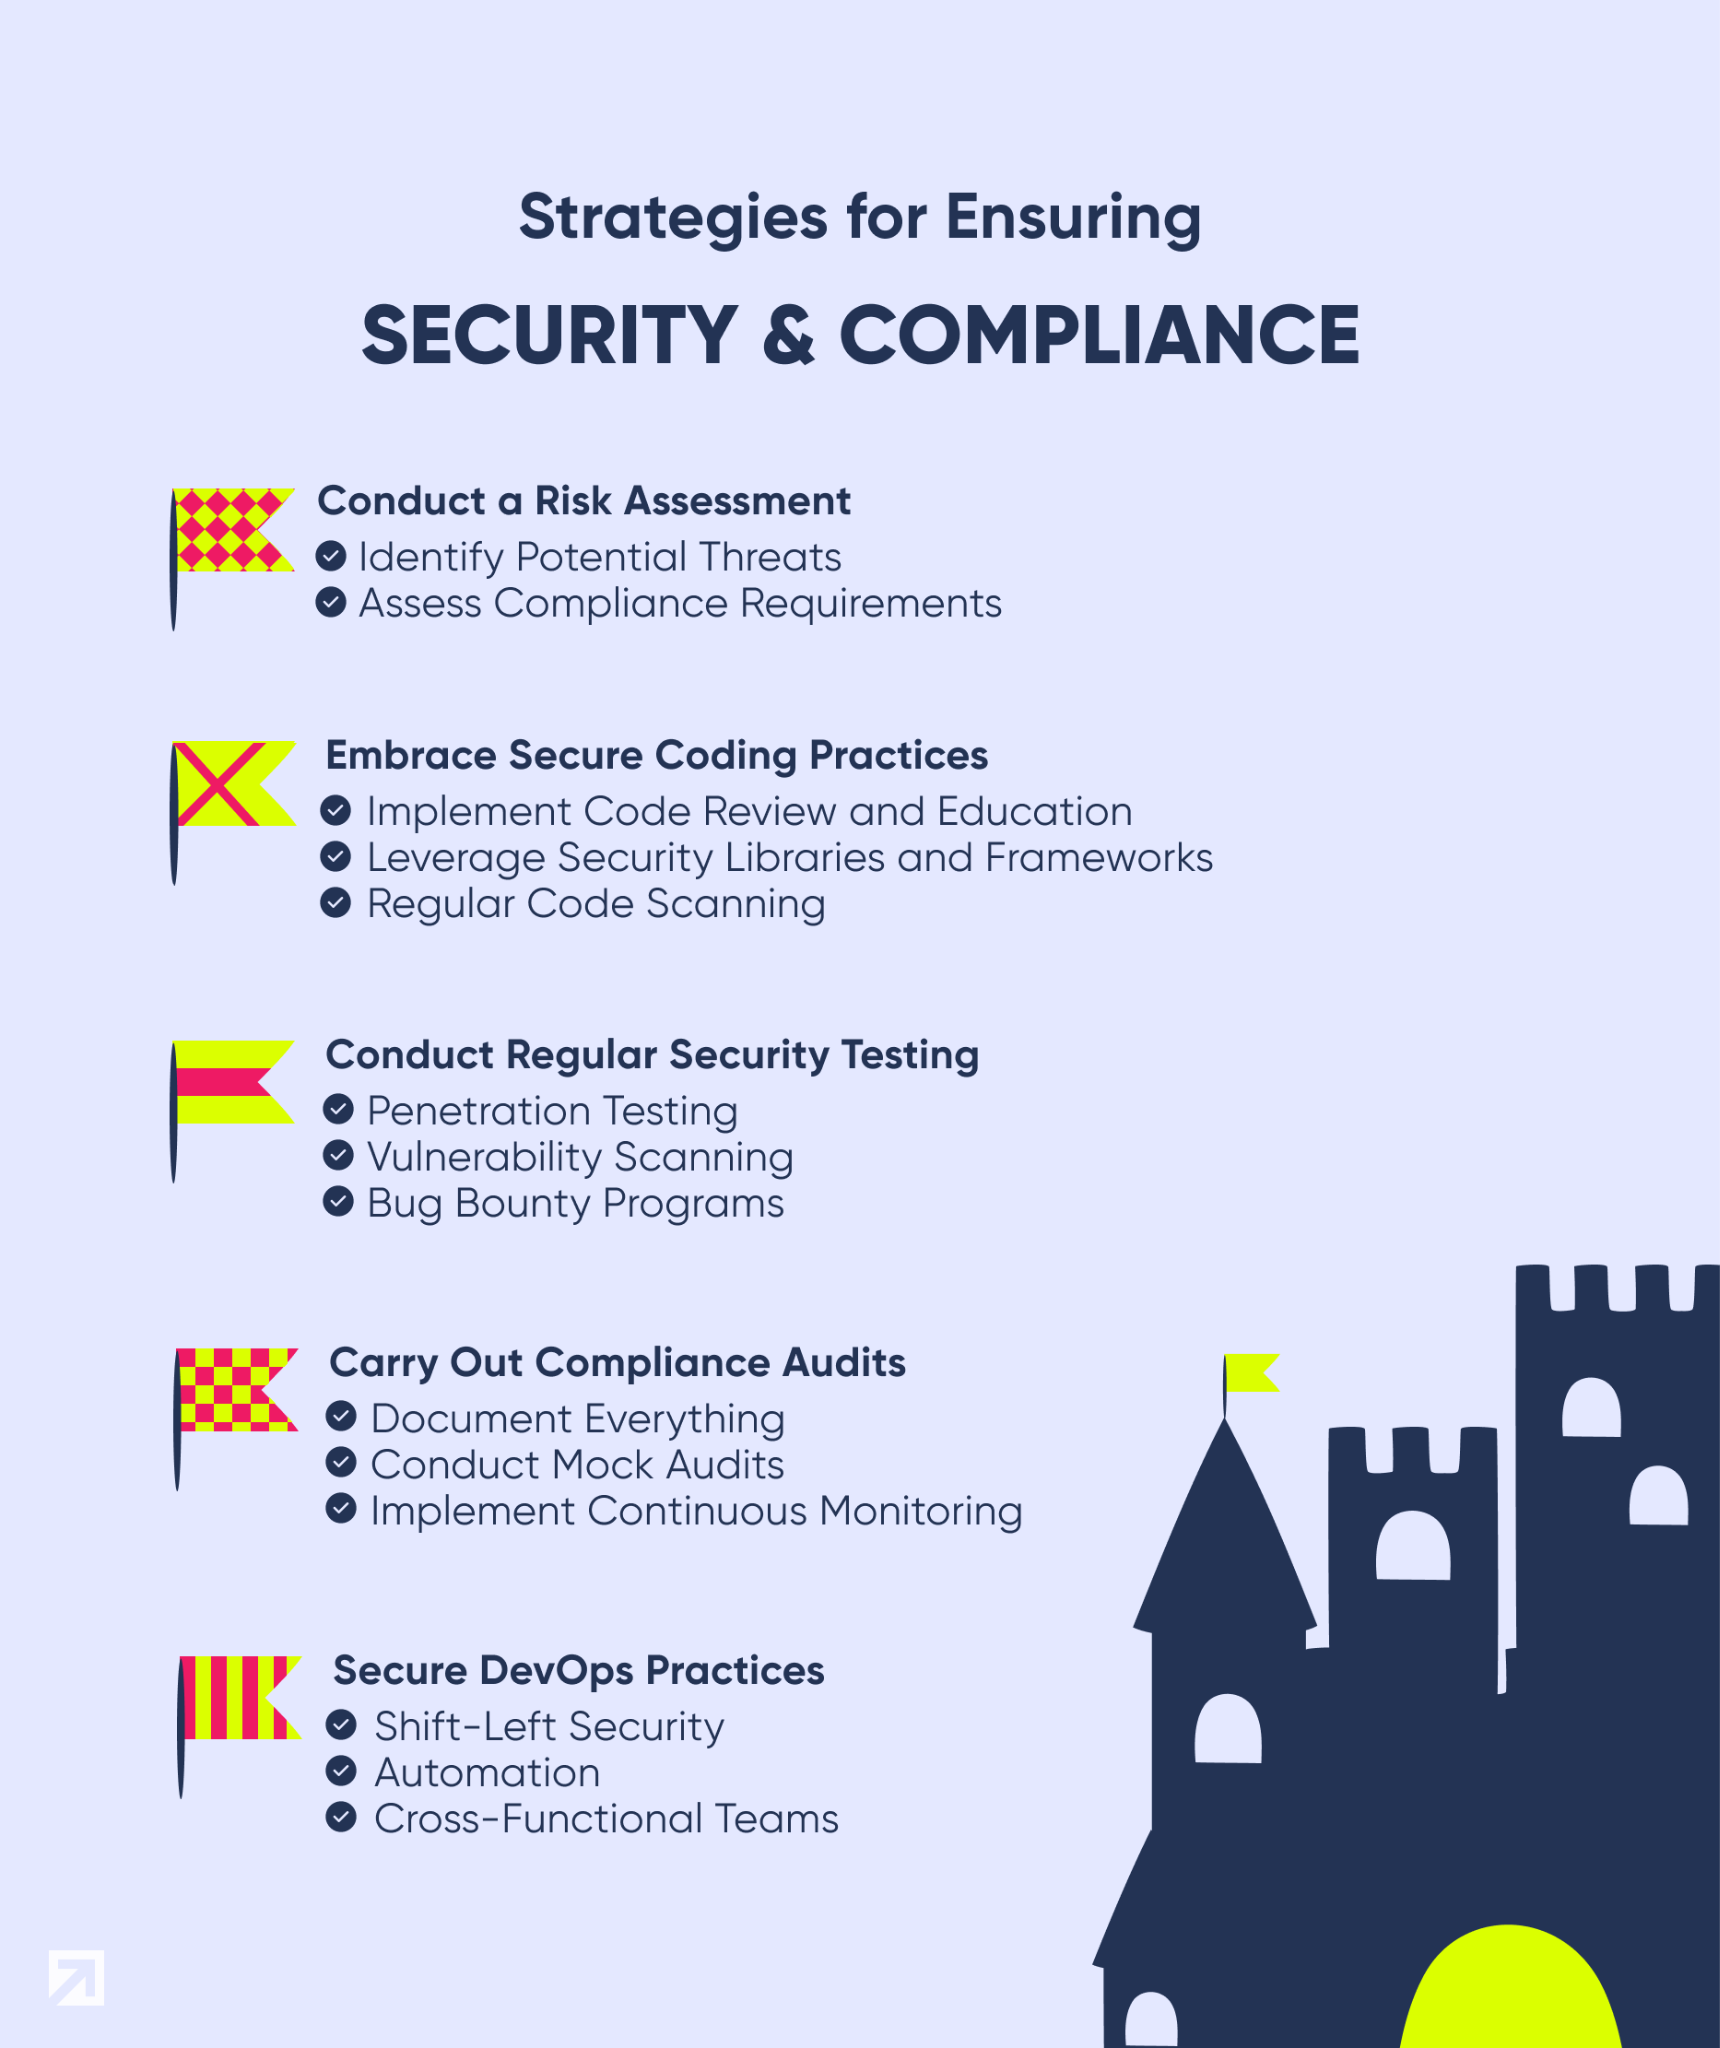 Strategies for Ensuring
SECURITY & COMPLIANCE
Conduct a Risk Assessment
Identify Potential Threats
Assess Compliance Requirements
Embrace Secure Coding Practices
Implement Code Review and Education
Leverage Security Libraries and Frameworks
Regular Code Scanning
Conduct Regular Security Testing
Penetration Testing
Vulnerability Scanning
Bug Bounty Programs
Carry Out Compliance Audits
Document Everything
Conduct Mock Audits
Implement Continuous Monitoring
Secure DevOps Practices
Shift-Left Security
Automation
Cross-Functional Teams